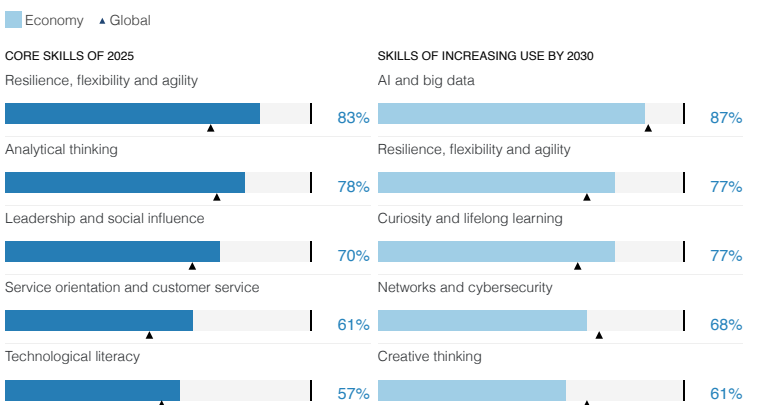 Economy Global
CORE SKILLS OF 2025
Resilience, flexibility and agility
83%
Analytical thinking
78%
Leadership and social influence
70%
Service orientation and customer service
61%
Technological literacy
57%
SKILLS OF INCREASING USE BY 2030
AI and big data
87%
Resilience, flexibility and agility
77%
Curiosity and lifelong learning
77%
Networks and cybersecurity
68%
Creative thinking
61%